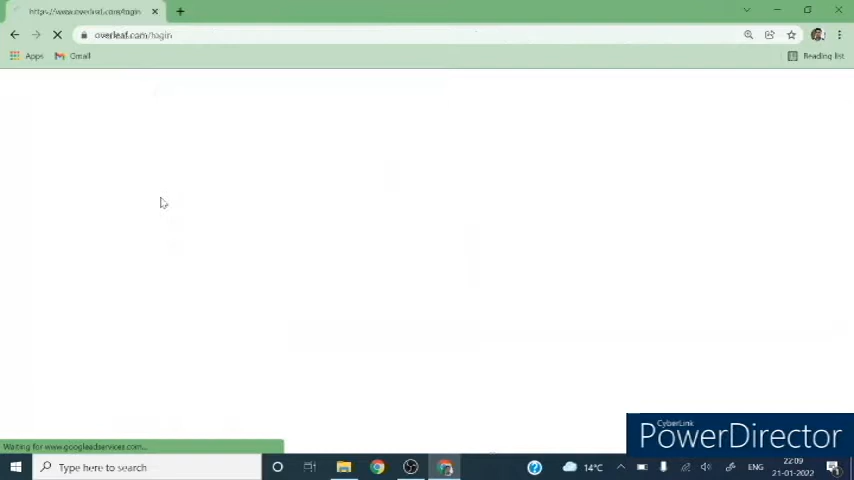 https://www.overleaf.com/login
overleaf.com/login
Apps
Gmail
Reading list
Waiting for www.googleadservices.com...
CyberLink
PowerDirector
Type here to search
14°C
ENG
22:09
21-01-2022